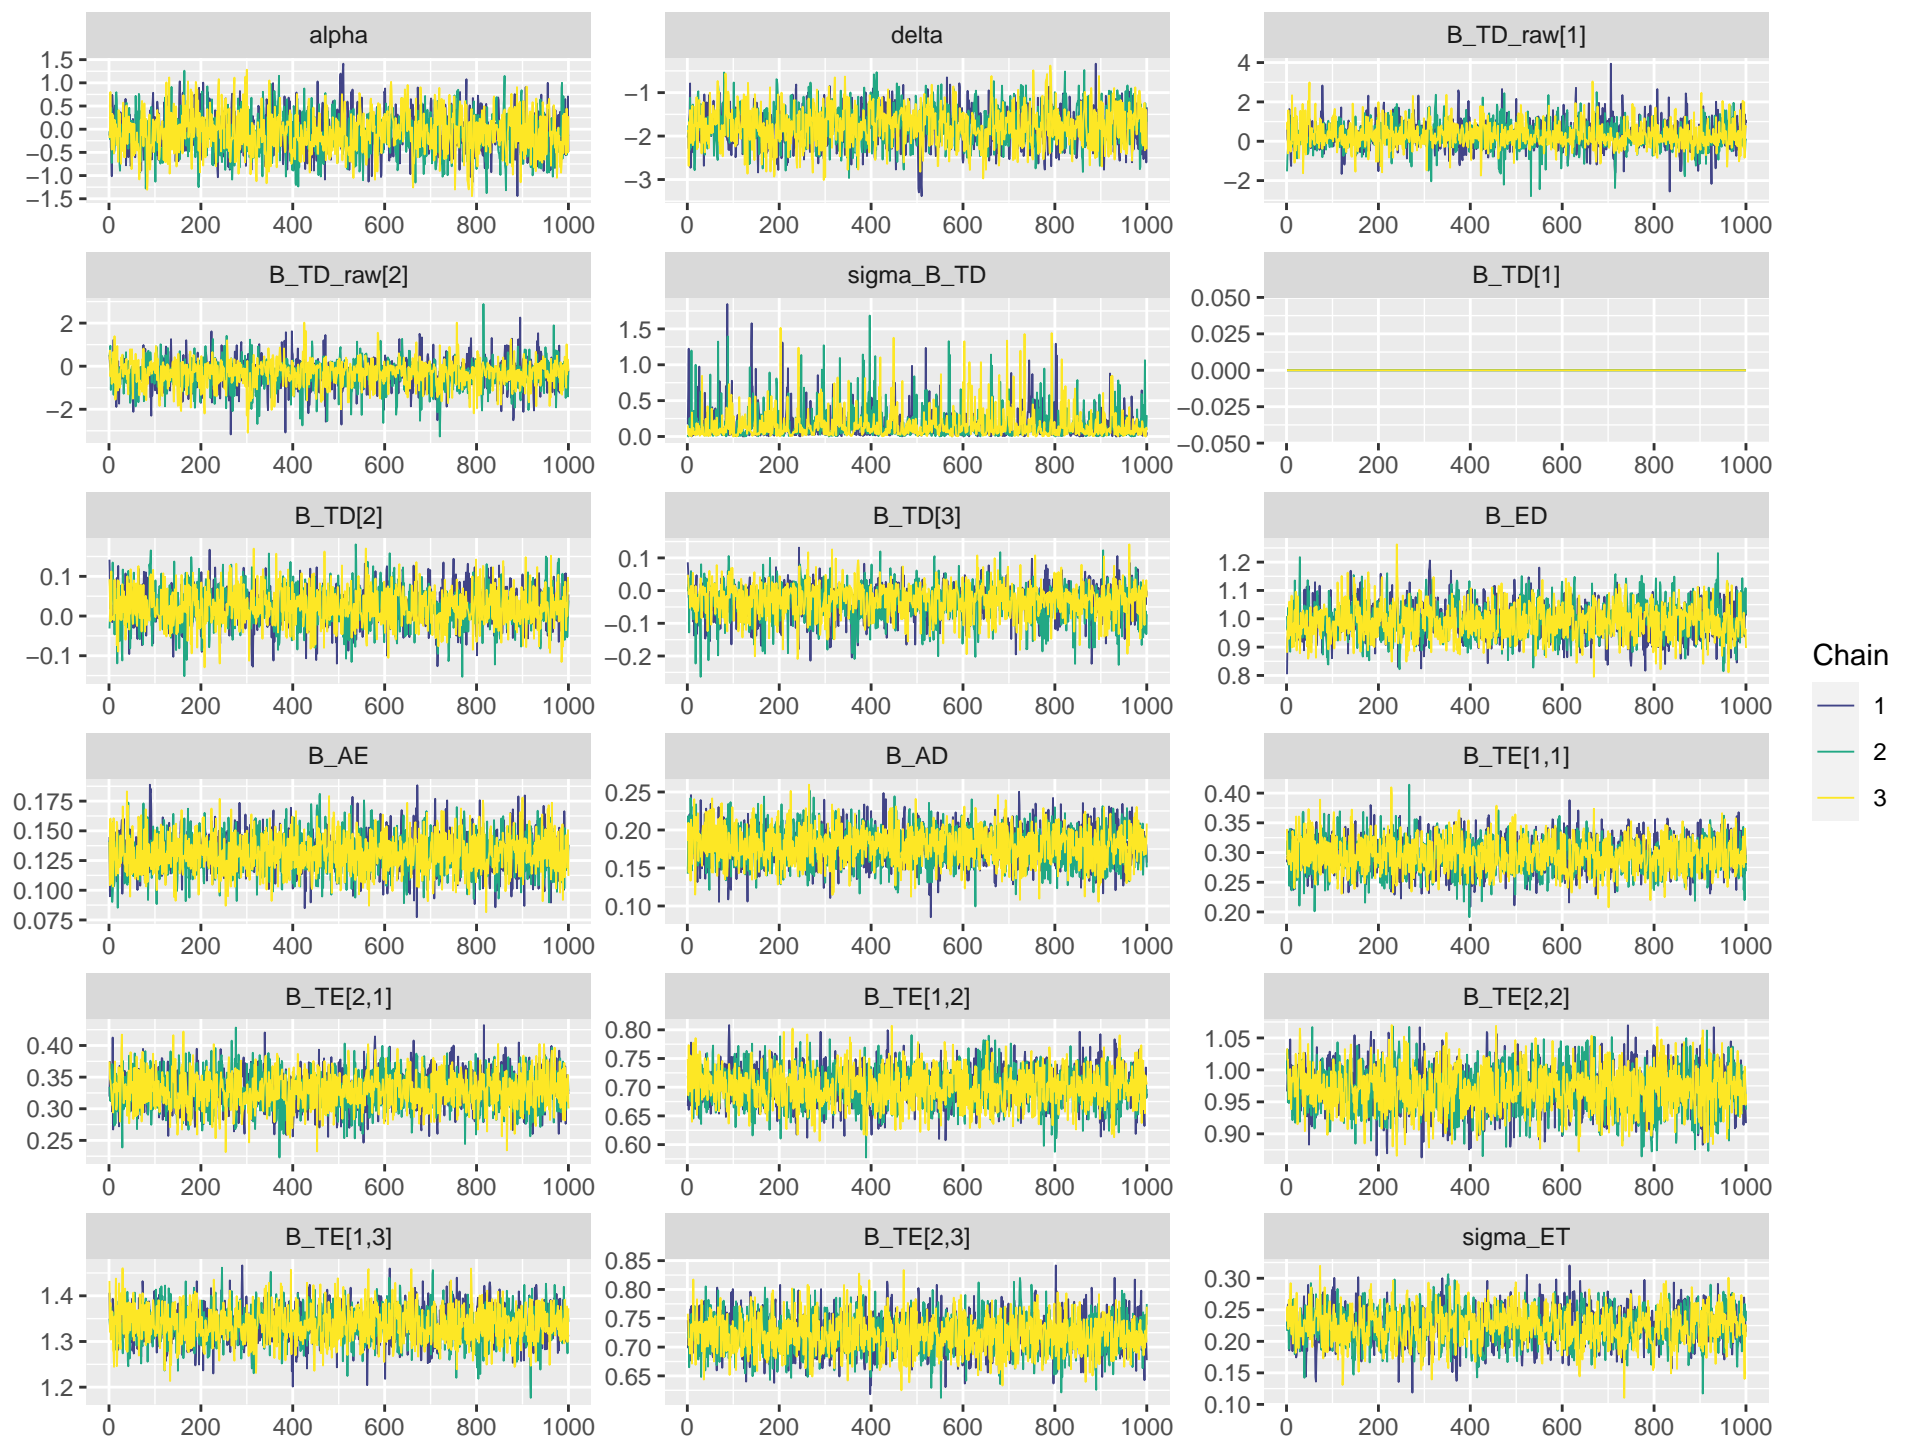 alpha
delta
B_TD_raw[1]
1.5
1.0
0.5
0.0
−0.5
−1.0
−1.5
0 200 400 600 800 1000
−1
−2
−3
0 200 400 600 800 1000
4
2
0
−2
0 200 400 600 800 1000
B_TD_raw[2]
sigma_B_TD
B_TD[1]
2
0
−2
0 200 400 600 800 1000
1.5
1.0
0.5
0.0
0 200 400 600 800 1000
0.050
0.025
0.000
−0.025
−0.050
0 200 400 600 800 1000
B_TD[2]
B_TD[3]
B_ED
0.1
0.0
−0.1
0 200 400 600 800 1000
0.1
0.0
−0.1
−0.2
0 200 400 600 800 1000
1.2
1.1
1.0
0.9
0.8
0 200 400 600 800 1000
B_AE
B_AD
B_TE[1,1]
0.175
0.150
0.125
0.100
0.075
0 200 400 600 800 1000
0.25
0.20
0.15
0.10
0 200 400 600 800 1000
0.40
0.35
0.30
0.25
0.20
0 200 400 600 800 1000
B_TE[2,1]
B_TE[1,2]
B_TE[2,2]
0.40
0.35
0.30
0.25
0 200 400 600 800 1000
0.80
0.75
0.70
0.65
0.60
0 200 400 600 800 1000
1.05
1.00
0.95
0.90
0 200 400 600 800 1000
B_TE[1,3]
B_TE[2,3]
sigma_ET
1.4
1.3
1.2
0 200 400 600 800 1000
0.85
0.80
0.75
0.70
0.65
0 200 400 600 800 1000
0.30
0.25
0.20
0.15
0.10
0 200 400 600 800 1000
Chain
1
2
3